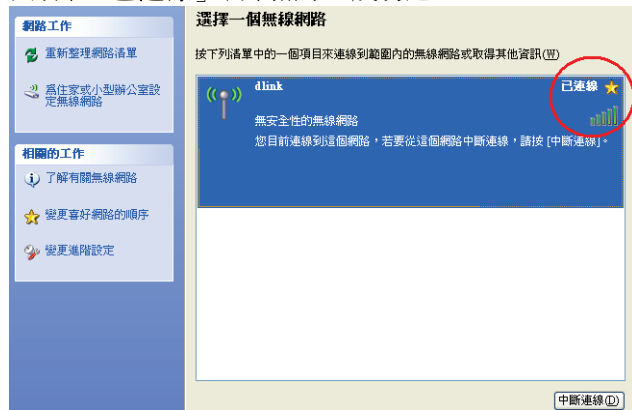 選擇一個無線網路
網路工作
重新整理網路清單
為住家或小型辦公室設
定無線網路
相關的工作
了解有關無線網路
變更喜好網路的順序
變更進階設定
按下列清單中的一個項目來連線到範圍內的無線網路或取得其他資訊(W)
dlink
已連線
無安全性的無線網路
您目前連線到這個網路，若要從這個網路中斷連線，請按 [中斷連線]。
中斷連線(D)